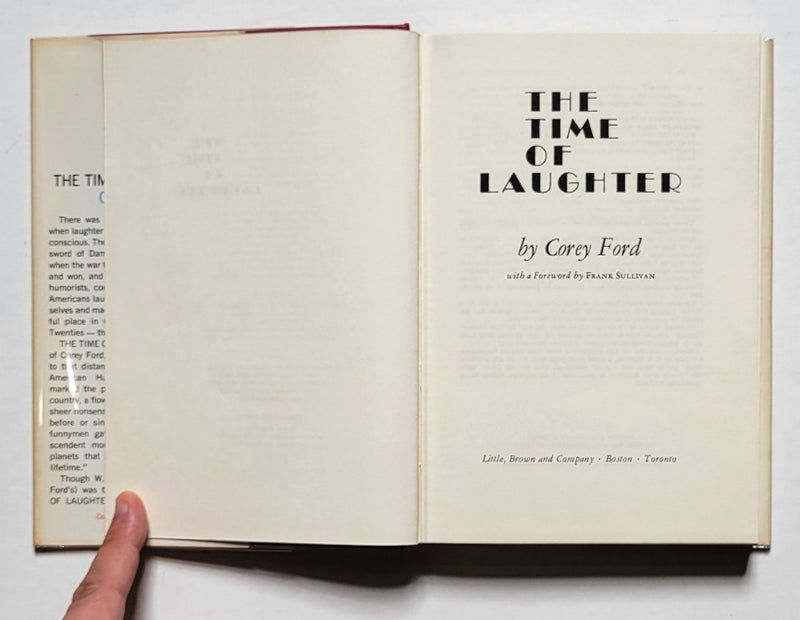 THE TIM
There was
when laughter
conscious. The
sword of Dam
when the war
and won, and
humorists, co
Americans lau
selves and ma
ful place in
Twenties — th
THE TIME O
of Corey Ford,
to that distan
American Hu
mark the p
country, a flow
sheer nonsens
before or sin
funnymen ga
scendent mo
planets that
lifetime."
Though W.
Ford's) was t
OF LAUGHTE
Co
THE
TIME
OF
LAUGHTER
by Corey Ford
with a Foreword by FRANK SULLIVAN
Little, Brown and Company · Boston · Toronto